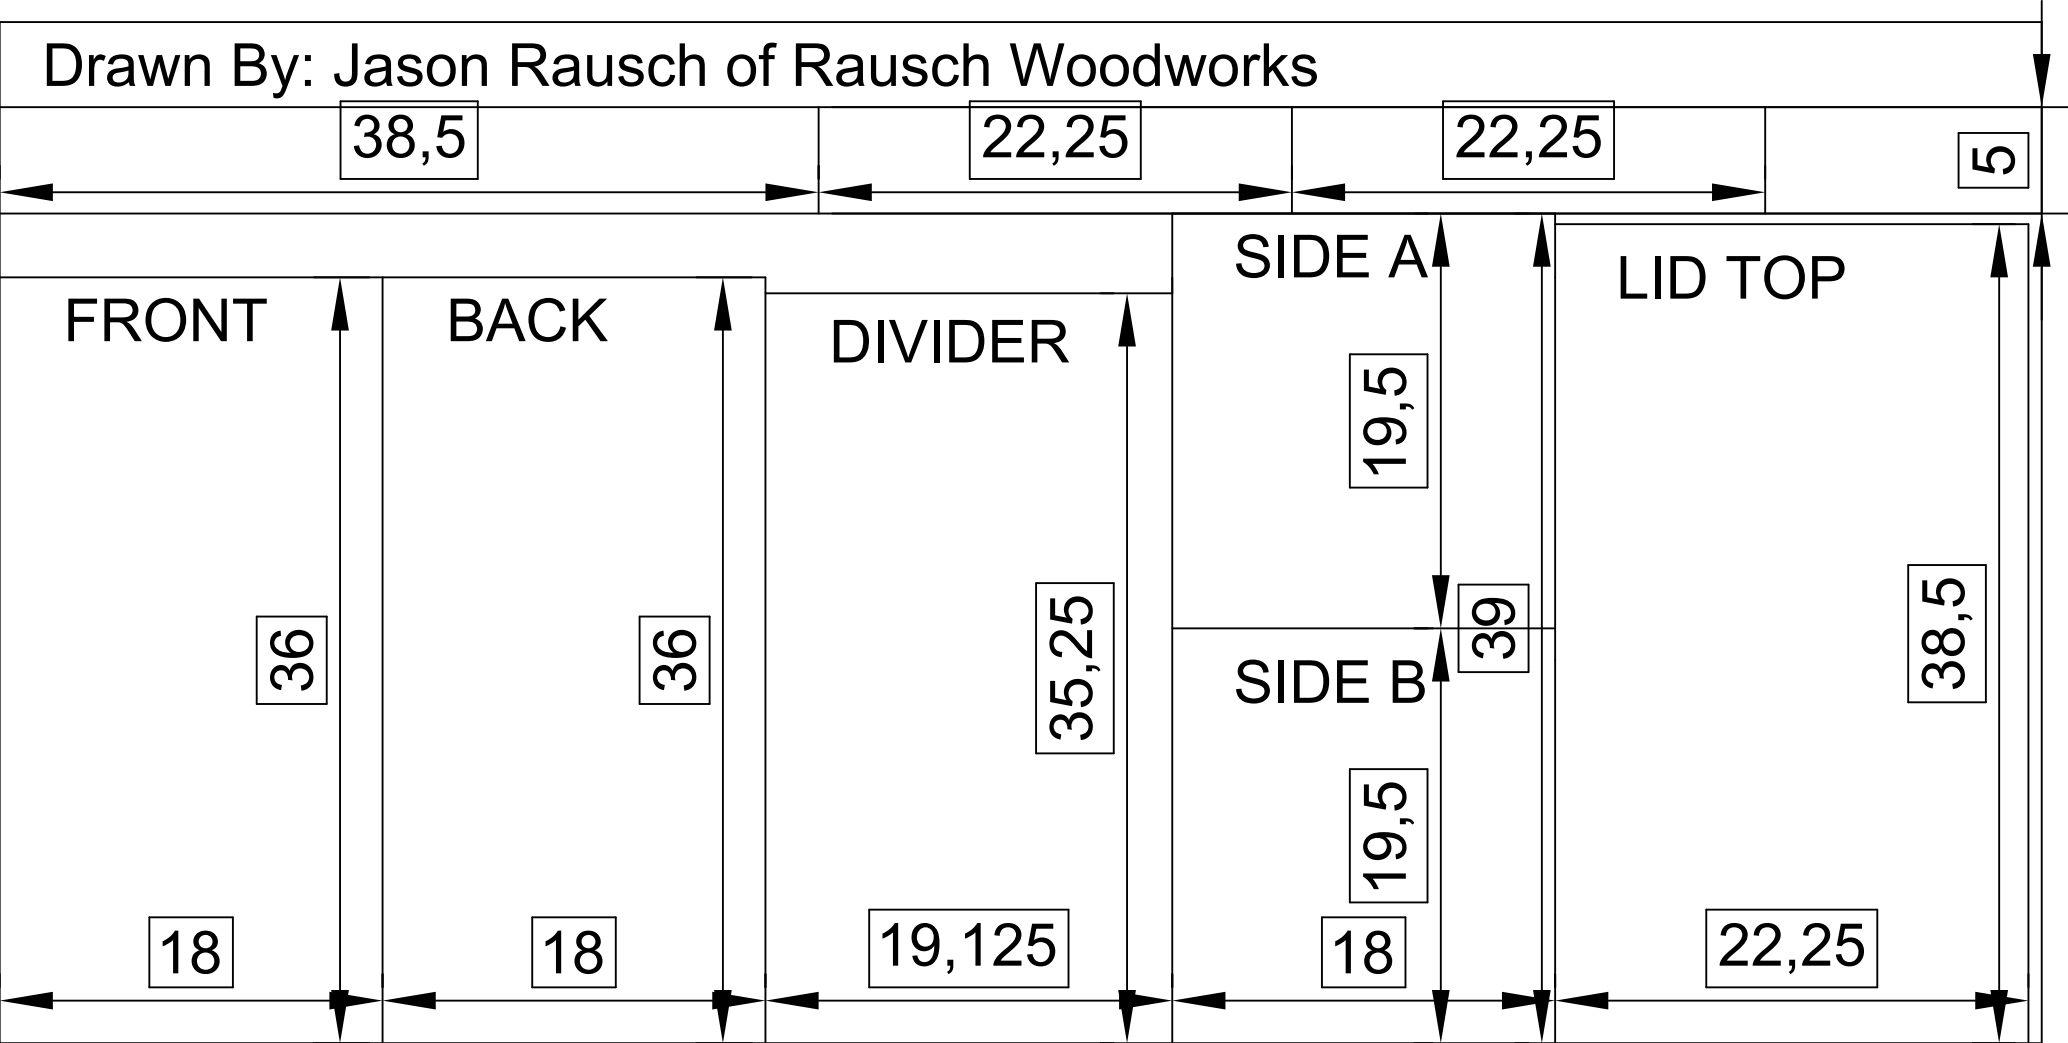 Drawn By: Jason Rausch of Rausch Woodworks
38,5
22,25
22,25
5
FRONT
BACK
DIVIDER
SIDE A
LID TOP
19,5
36
36
35,25
39
38,5
SIDE B
19,5
18
18
19,125
18
22,25